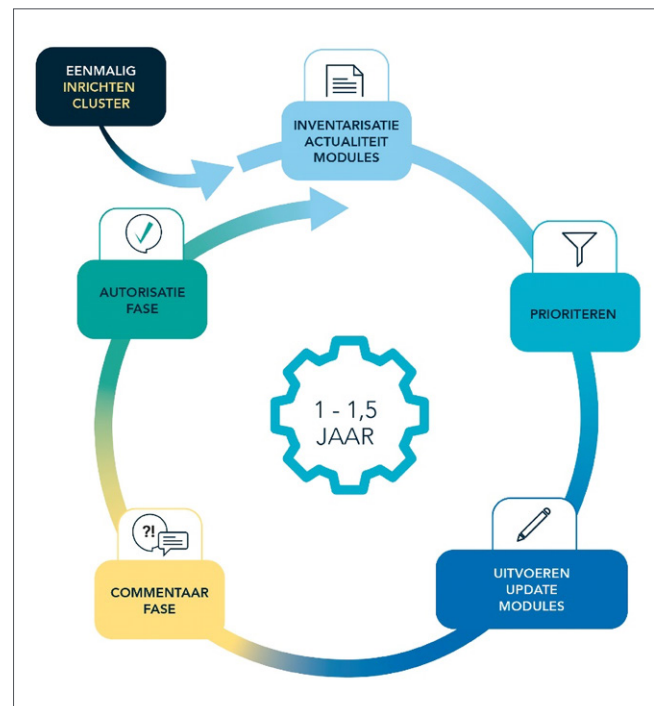 EENMALIG
INRICHTEN
CLUSTER
INVENTARISATIE
ACTUALITEIT
MODULES
PRIORITEREN
UITVOEREN
UPDATE
MODULES
?!
COMMENTAAR
FASE
AUTORISATIE
FASE
1 - 1,5
JAAR